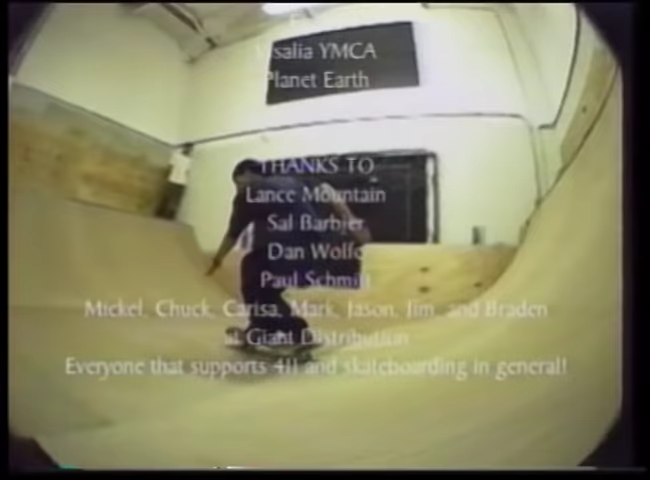 Visalia YMCA
Planet Earth
THANKS TO
Lance Mountain
Sal Barbier
Dan Wolfe
Paul Schmitt
Mickel, Chuck, Carisa, Mark, Jason, Jim, and Braden
at Giant Distribution
Everyone that supports 411 and skateboarding in general!